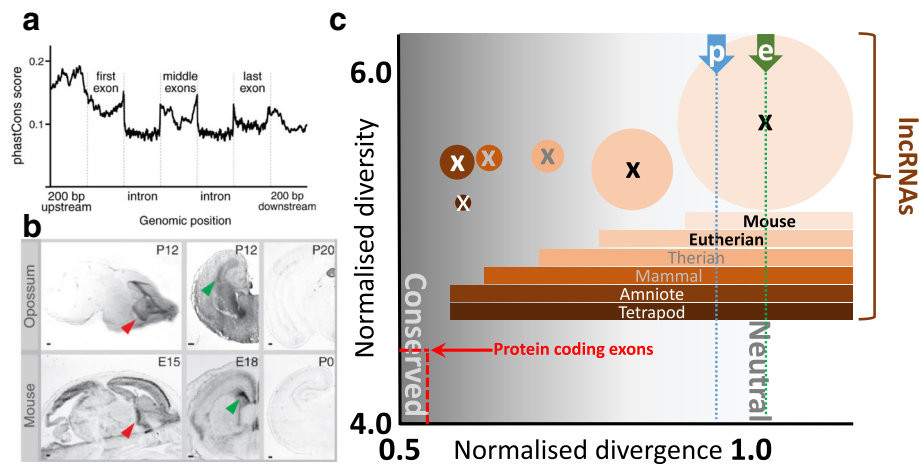 a
phastCons score
0.2
0.1
first exon
middle exons
last exon
200 bp upstream
intron
intron
200 bp downstream
Genomic position
b
Opossum
P12
P12
P20
Mouse
E15
E18
P0
c
Normalised diversity
6.0
4.0
p
e
X
X
X
X
X
X
Mouse
Eutherian
Therian
Mammal
Amniote
Tetrapod
lncRNAs
Conserved
Neutral
Protein coding exons
0.5
Normalised divergence
1.0